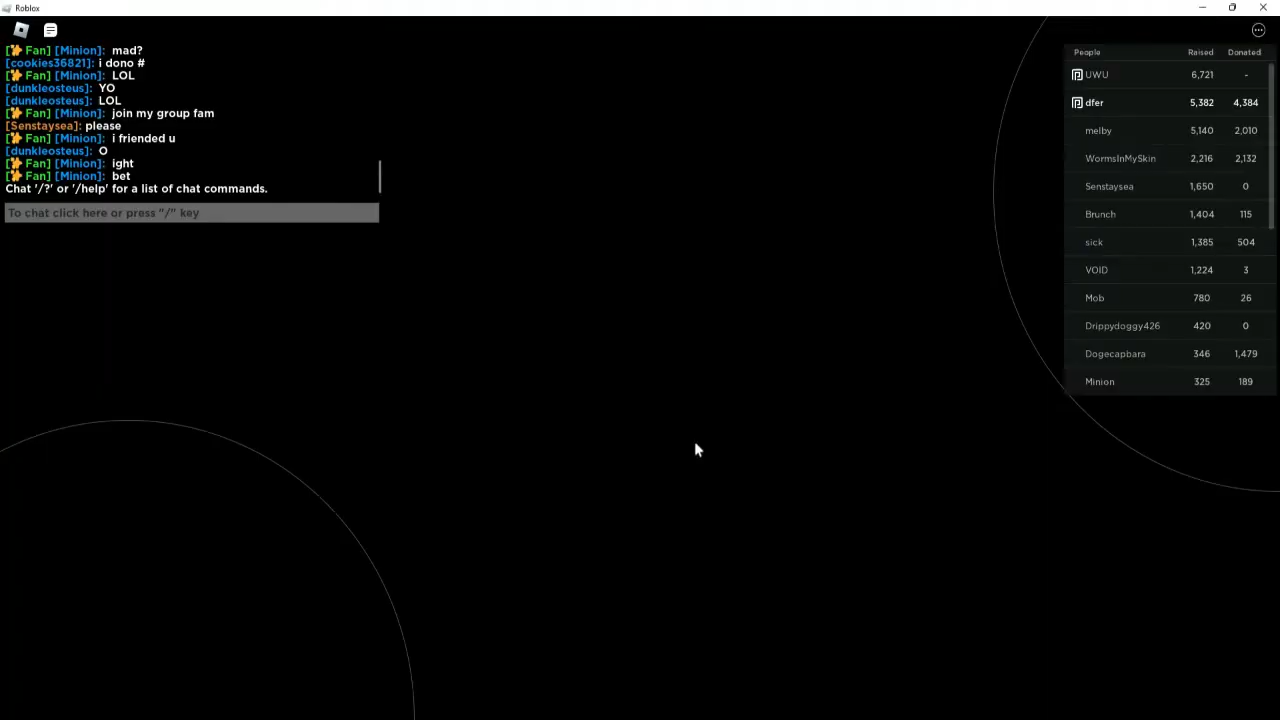 Roblox
[Fan] [Minion]: mad?
[cookies36821]: i dono #
[Fan] [Minion]: LOL
[dunkleosteus]: YO
[dunkleosteus]: LOL
[Fan] [Minion]: join my group fam
[Senstaysea]: please
[Fan] [Minion]: i friended u
[dunkleosteus]: O
[Fan] [Minion]: ight
[Fan] [Minion]: bet
Chat '/?' or '/help' for a list of chat commands.
To chat click here or press "/" key
People Raised Donated
UWU 6,721 -
dfer 5,382 4,384
melby 5,140 2,010
WormsInMySkin 2,216 2,132
Senstaysea 1,650 0
Brunch 1,404 115
sick 1,385 504
VOID 1,224 3
Mob 780 26
Drippydoggy426 420 0
Dogecapbara 346 1,479
Minion 325 189